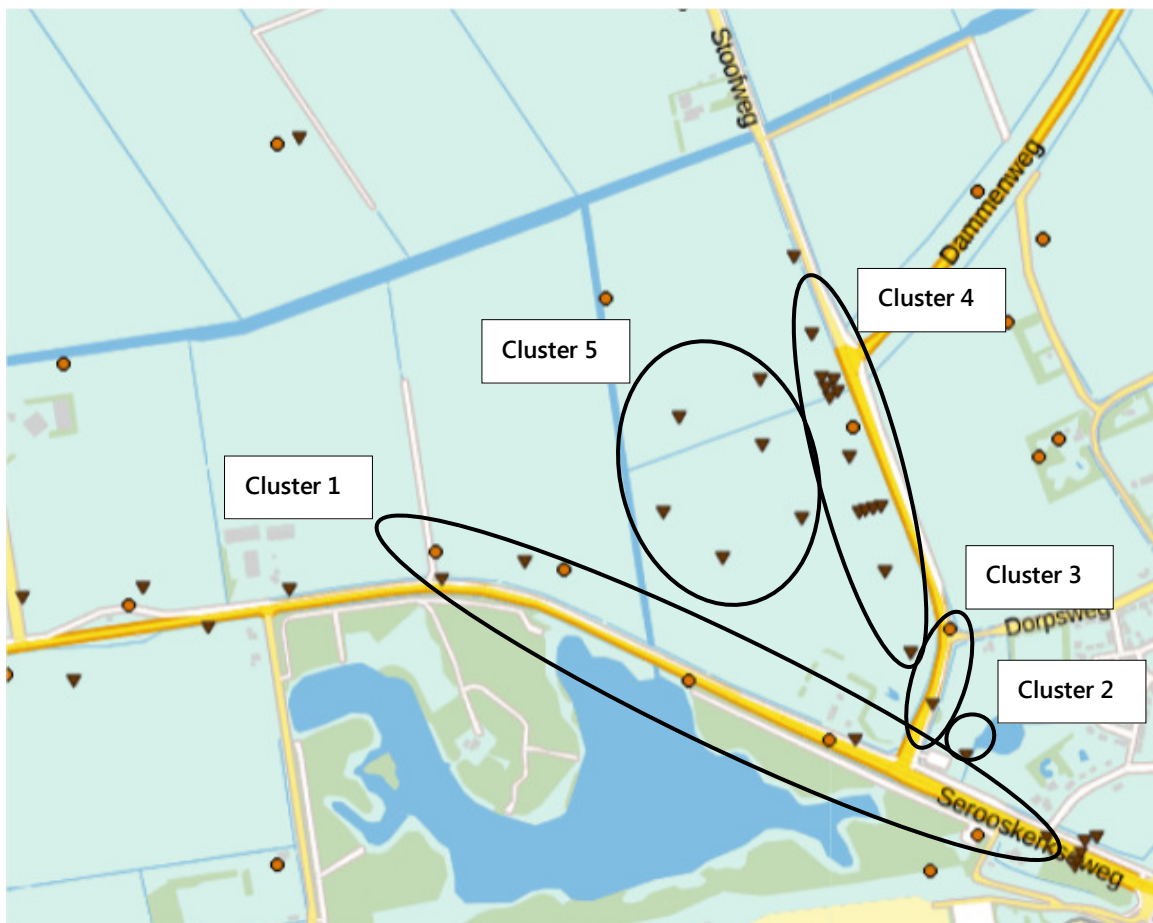 Stoofweg
Dammenweg
Cluster 4
Cluster 5
Cluster 1
Cluster 3
Dorpsweg
Cluster 2
Serooskerkseweg